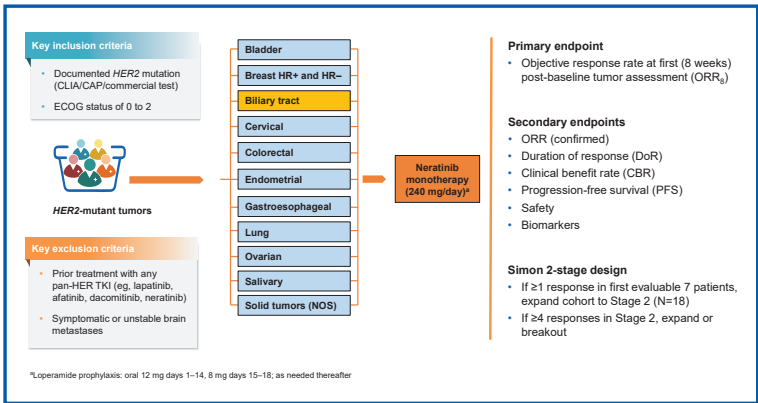 Key inclusion criteria
• Documented HER2 mutation
(CLIA/CAP/commercial test)
• ECOG status of 0 to 2
HER2-mutant tumors
Key exclusion criteria
• Prior treatment with any
pan-HER TKI (eg, lapatinib,
afatinib, dacomitinib, neratinib)
• Symptomatic or unstable brain
metastases
Bladder
Breast HR+ and HR–
Biliary tract
Cervical
Colorectal
Endometrial
Gastroesophageal
Lung
Ovarian
Salivary
Solid tumors (NOS)
Neratinib
monotherapy
(240 mg/day)ᵃ
Primary endpoint
• Objective response rate at first (8 weeks)
post-baseline tumor assessment (ORR₈)
Secondary endpoints
• ORR (confirmed)
• Duration of response (DoR)
• Clinical benefit rate (CBR)
• Progression-free survival (PFS)
• Safety
• Biomarkers
Simon 2-stage design
• If ≥1 response in first evaluable 7 patients,
expand cohort to Stage 2 (N=18)
• If ≥4 responses in Stage 2, expand or
breakout
ᵃLoperamide prophylaxis: oral 12 mg days 1–14, 8 mg days 15–18; as needed thereafter